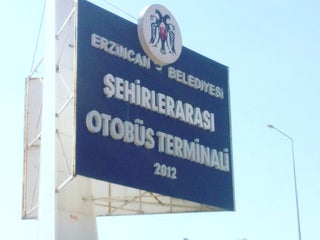 ERZİNCAN BELEDİYESİ
ŞEHİRLERARASI
OTOBÜS TERMİNALİ
2012